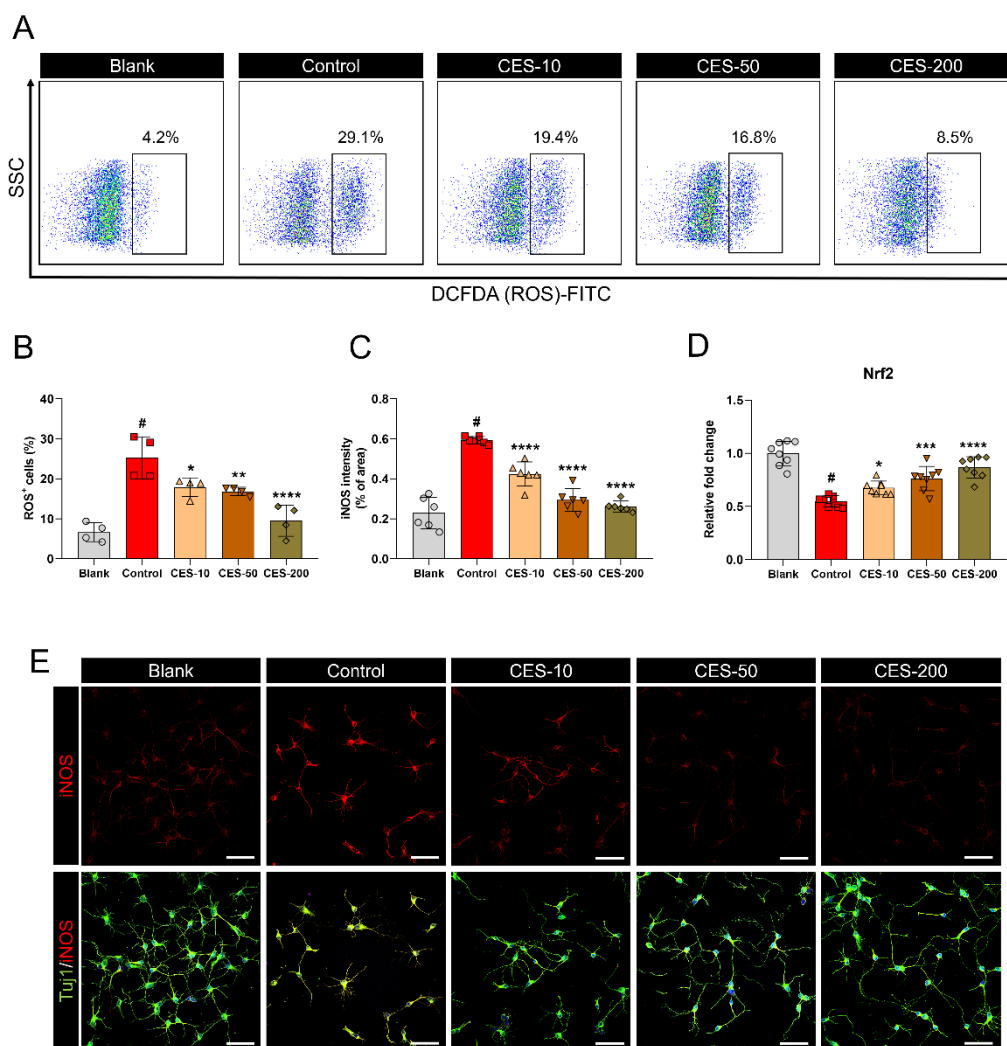 A
Blank Control CES-10 CES-50 CES-200
4.2% 29.1% 19.4% 16.8% 8.5%
SSC
DCFDA (ROS)-FITC
B
ROS+ cells (%)
40
30
20
10
0
#
*
**
****
Blank Control CES-10 CES-50 CES-200
C
iNOS intensity
(% of area)
0.8
0.6
0.4
0.2
0.0
#
****
****
****
Blank Control CES-10 CES-50 CES-200
D
Nrf2
Relative fold change
1.5
1.0
0.5
0.0
#
*
***
****
Blank Control CES-10 CES-50 CES-200
E
Blank Control CES-10 CES-50 CES-200
iNOS
Tuj1/iNOS